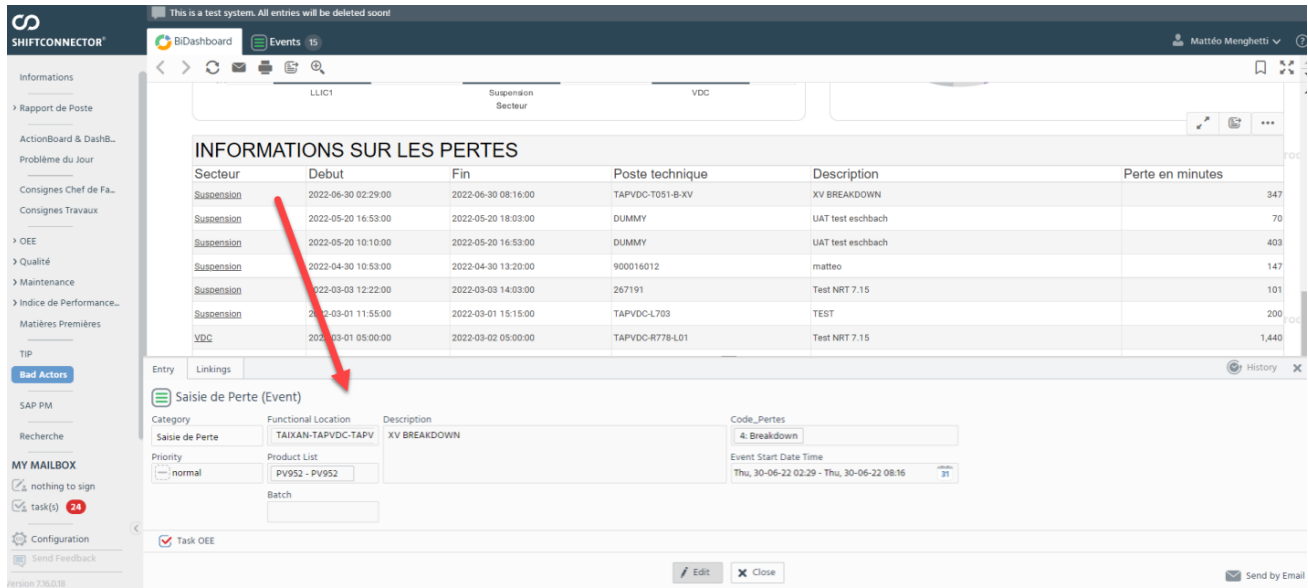 This is a test system. All entries will be deleted soon!
SHIFTCONNECTOR®
BiDashboard
Events 15
Mattéo Menghetti
Informations
Rapport de Poste
ActionBoard & DashB...
Problème du Jour
Consignes Chef de Fa...
Consignes Travaux
OEE
Qualité
Maintenance
Indice de Performance...
Matières Premières
TIP
Bad Actors
SAP PM
Recherche
MY MAILBOX
nothing to sign
task(s) 24
Configuration
Send Feedback
Version 7.16.0.18
LLIC1 Suspension VDC
Secteur
INFORMATIONS SUR LES PERTES
Secteur Debut Fin Poste technique Description Perte en minutes
Suspension 2022-06-30 02:29:00 2022-06-30 08:16:00 TAPVDC-T051-B-XV XV BREAKDOWN 347
Suspension 2022-05-20 16:53:00 2022-05-20 18:03:00 DUMMY UAT test eschbach 70
Suspension 2022-05-20 10:10:00 2022-05-20 16:53:00 DUMMY UAT test eschbach 403
Suspension 2022-04-30 10:53:00 2022-04-30 13:20:00 900016012 matteo 147
Suspension 2022-03-03 12:22:00 2022-03-03 14:03:00 267191 Test NRT 7.15 101
Suspension 2022-03-01 11:55:00 2022-03-01 15:15:00 TAPVDC-L703 TEST 200
VDC 2022-03-01 05:00:00 2022-03-02 05:00:00 TAPVDC-R778-L01 Test NRT 7.15 1,440
Entry Linkings History
Saisie de Perte (Event)
Category Functional Location Description Code_Pertes
Saisie de Perte TAIXAN-TAPVDC-TAPV XV BREAKDOWN 4: Breakdown
Priority Product List Event Start Date Time
normal PV952 - PV952 Thu, 30-06-22 02:29 - Thu, 30-06-22 08:16 31
Batch
Task OEE
Edit Close Send by Email